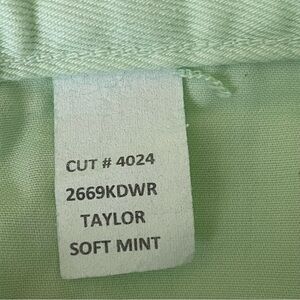 CUT # 4024
2669KDWR
TAYLOR
SOFT MINT